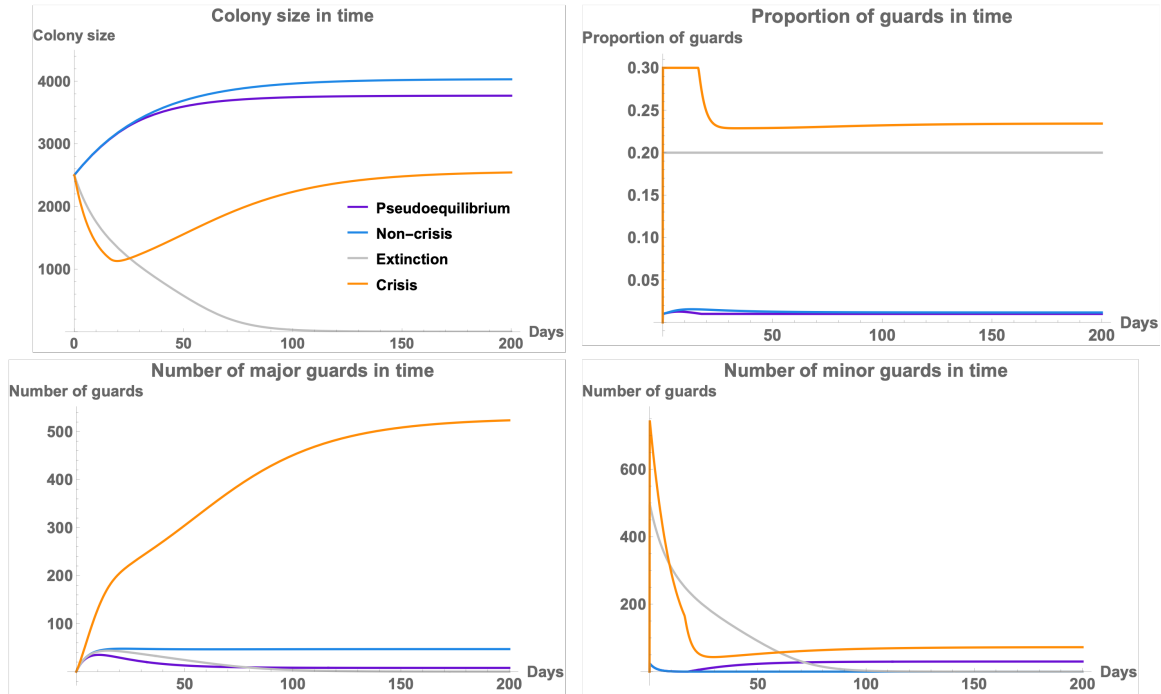 Colony size in time
Colony size
4000
3000
2000
1000
Pseudoequilibrium
Non-crisis
Extinction
Crisis
0
50
100
150
200
Days
Proportion of guards in time
Proportion of guards
0.30
0.25
0.20
0.15
0.10
0.05
50
100
150
200
Days
Number of major guards in time
Number of guards
500
400
300
200
100
50
100
150
200
Days
Number of minor guards in time
Number of guards
600
400
200
50
100
150
200
Days